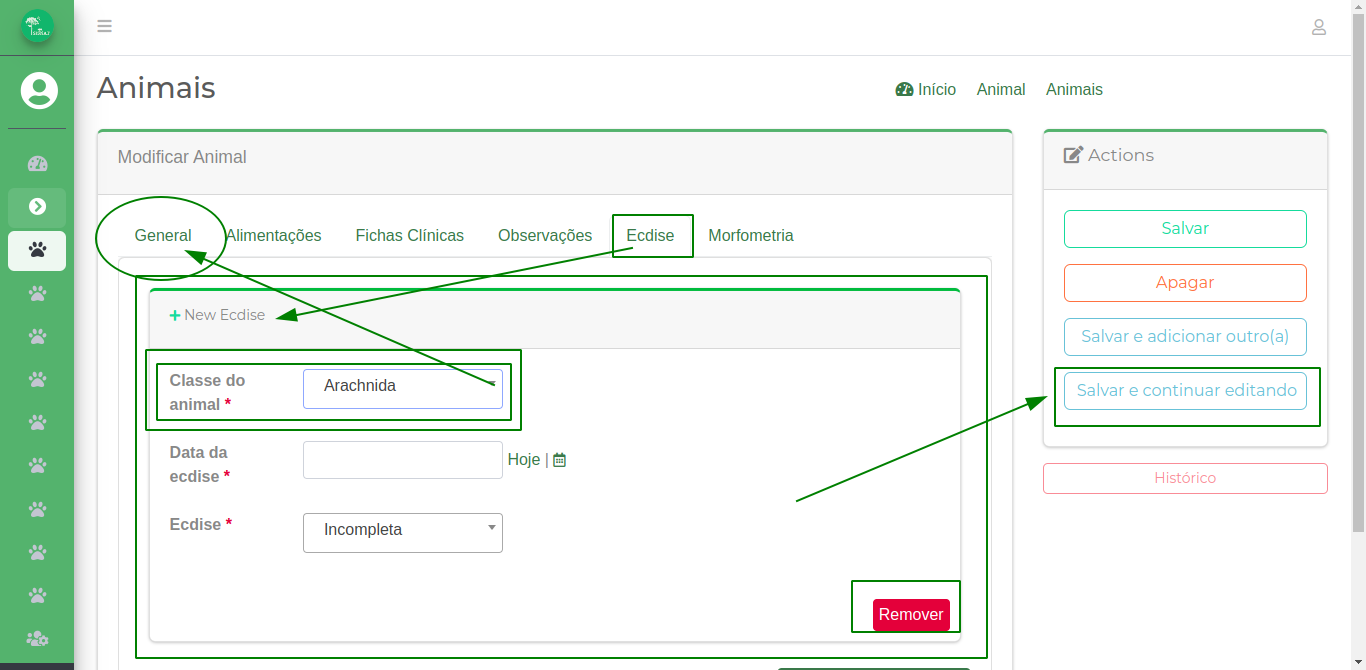 Animais
Início Animal Animais
Modificar Animal
General Alimentações Fichas Clínicas Observações Ecdise Morfometria
New Ecdise
Classe do
animal * Arachnida
Data da
ecdise * Hoje |
Ecdise * Incompleta
Remover
Actions
Salvar
Apagar
Salvar e adicionar outro(a)
Salvar e continuar editando
Histórico